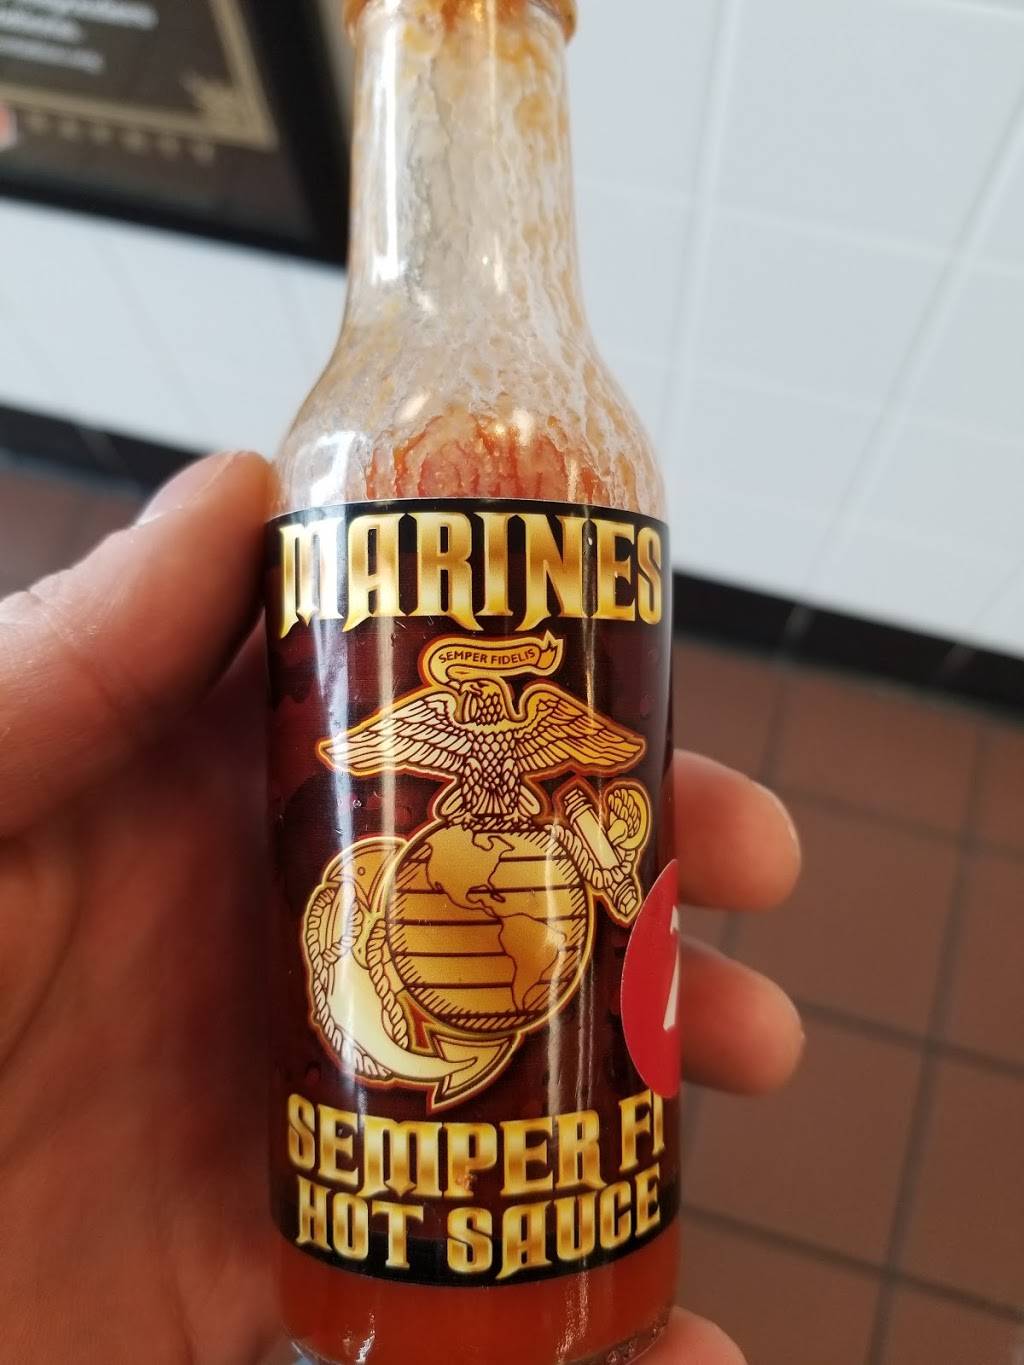 MARINES
SEMPER FIDELIS
SEMPER FI
HOT SAUCE